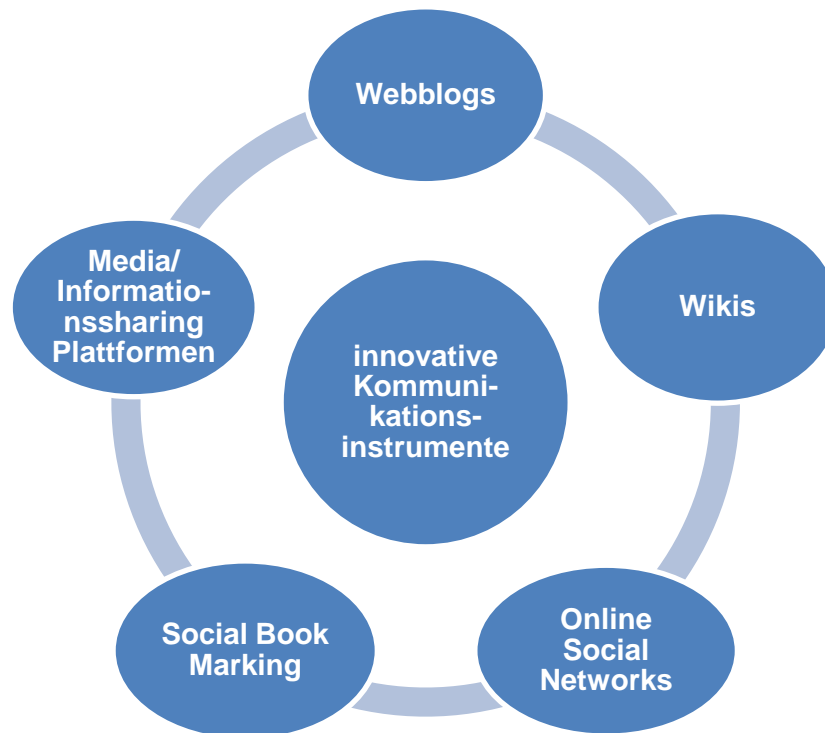 Webblogs
Media/
Informatio-
nssharing
Plattformen
Wikis
innovative
Kommuni-
kations-
instrumente
Social Book
Marking
Online
Social
Networks